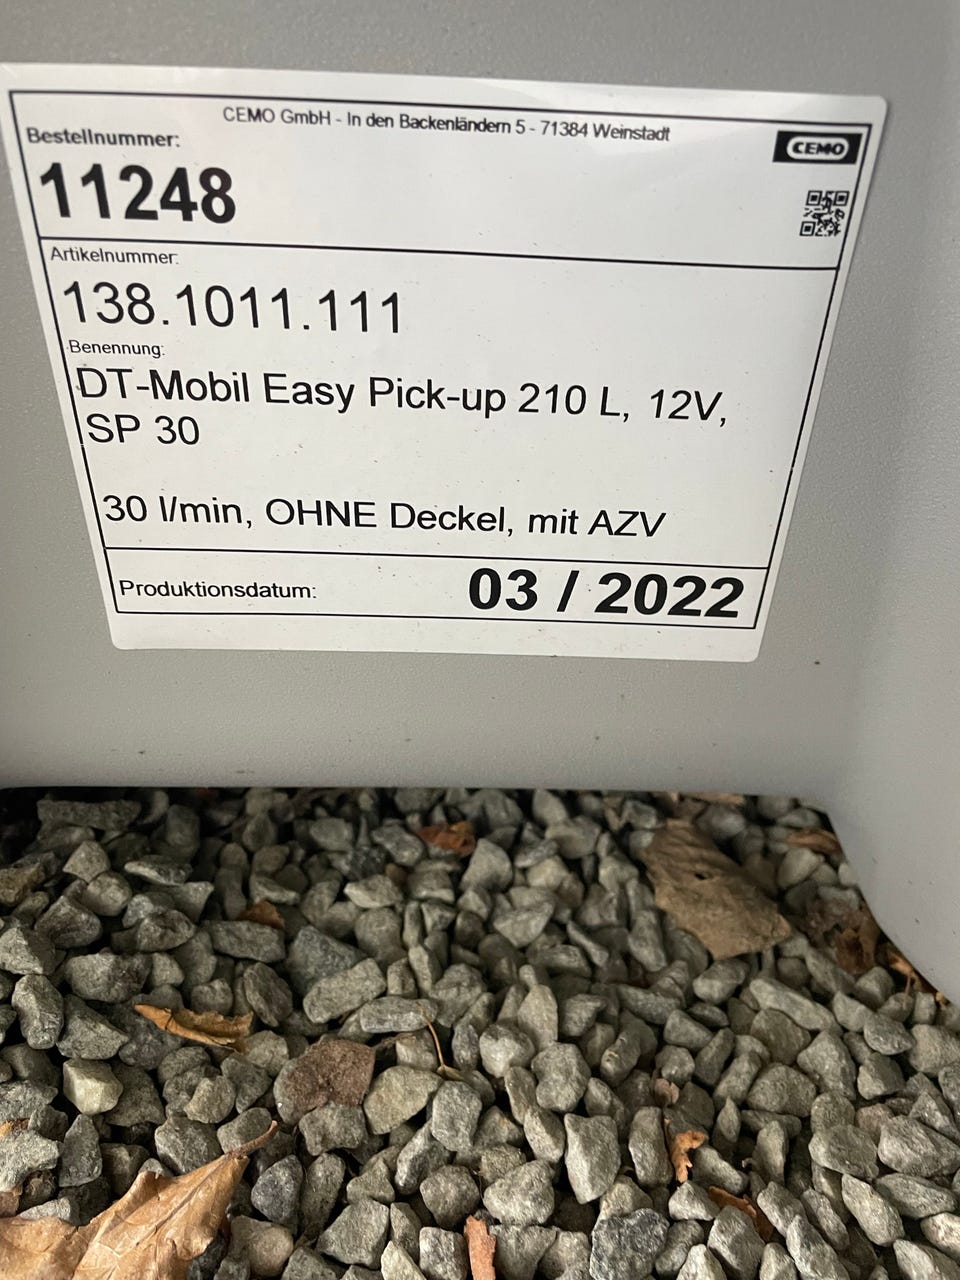 CEMO GmbH - In den Backenländern 5 - 71384 Weinstadt
CEMO
Bestellnummer:
11248
Artikelnummer:
138.1011.111
Benennung:
DT-Mobil Easy Pick-up 210 L, 12V,
SP 30
30 l/min, OHNE Deckel, mit AZV
Produktionsdatum: 03 / 2022